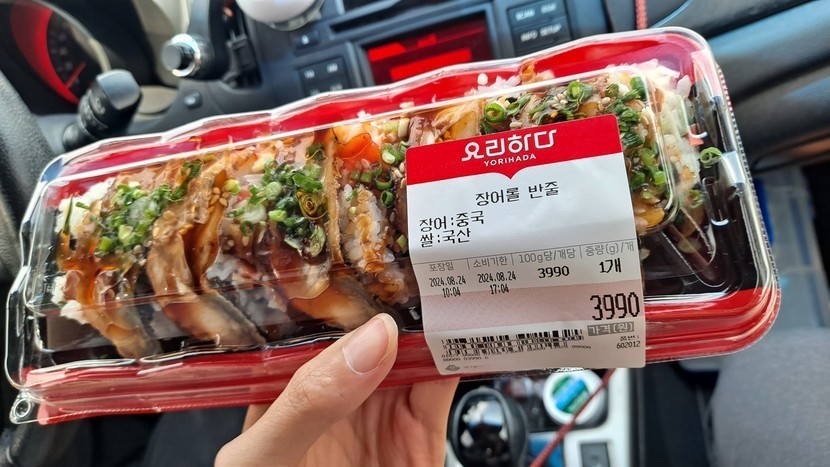 요리하다
YORIHADA
장어롤 반줄
장어:중국
쌀:국산
포장일 소비기한 100g당/개당 중량(g)/개
2024.08.24 2024.08.24 3990 1개
10:04 17:04
3990
가격(원)
품번:
602012